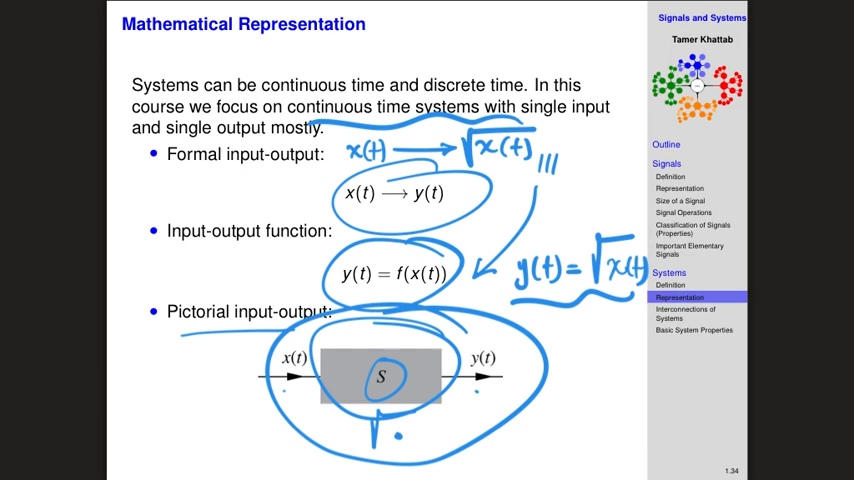 Mathematical Representation
Systems can be continuous time and discrete time. In this
course we focus on continuous time systems with single input
and single output mostly.
• Formal input-output: x(t) ⟶ √x(t)
x(t) ⟶ y(t)
• Input-output function:
y(t) = f(x(t))
y(t) = √x(t)
• Pictorial input-output:
x(t) S y(t)
√•
Signals and Systems
Tamer Khattab
Outline
Signals
Definition
Representation
Size of a Signal
Signal Operations
Classification of Signals
(Properties)
Important Elementary
Signals
Systems
Definition
Representation
Interconnections of
Systems
Basic System Properties
1.34